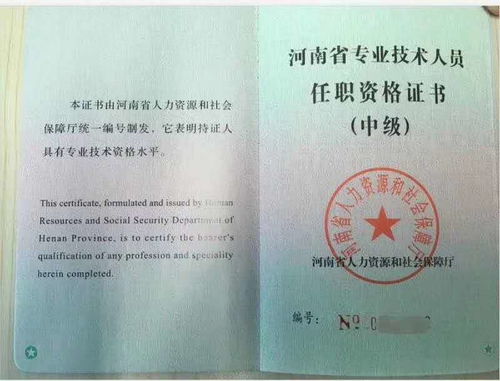 本证书由河南省人力资源和社会
保障厅统一编号制发，它表明持证人
具有专业技术资格水平。
This certificate, formulated and issued by Human
Resources and Social Security Department of
Henan Province, is to certify the bearer's
qualification of any profession and speciality
herein completed.
河南省专业技术人员
任职资格证书
(中级)
河南省人力资源和社会保障厅
河南省人力资源和社会保障厅
编号： №